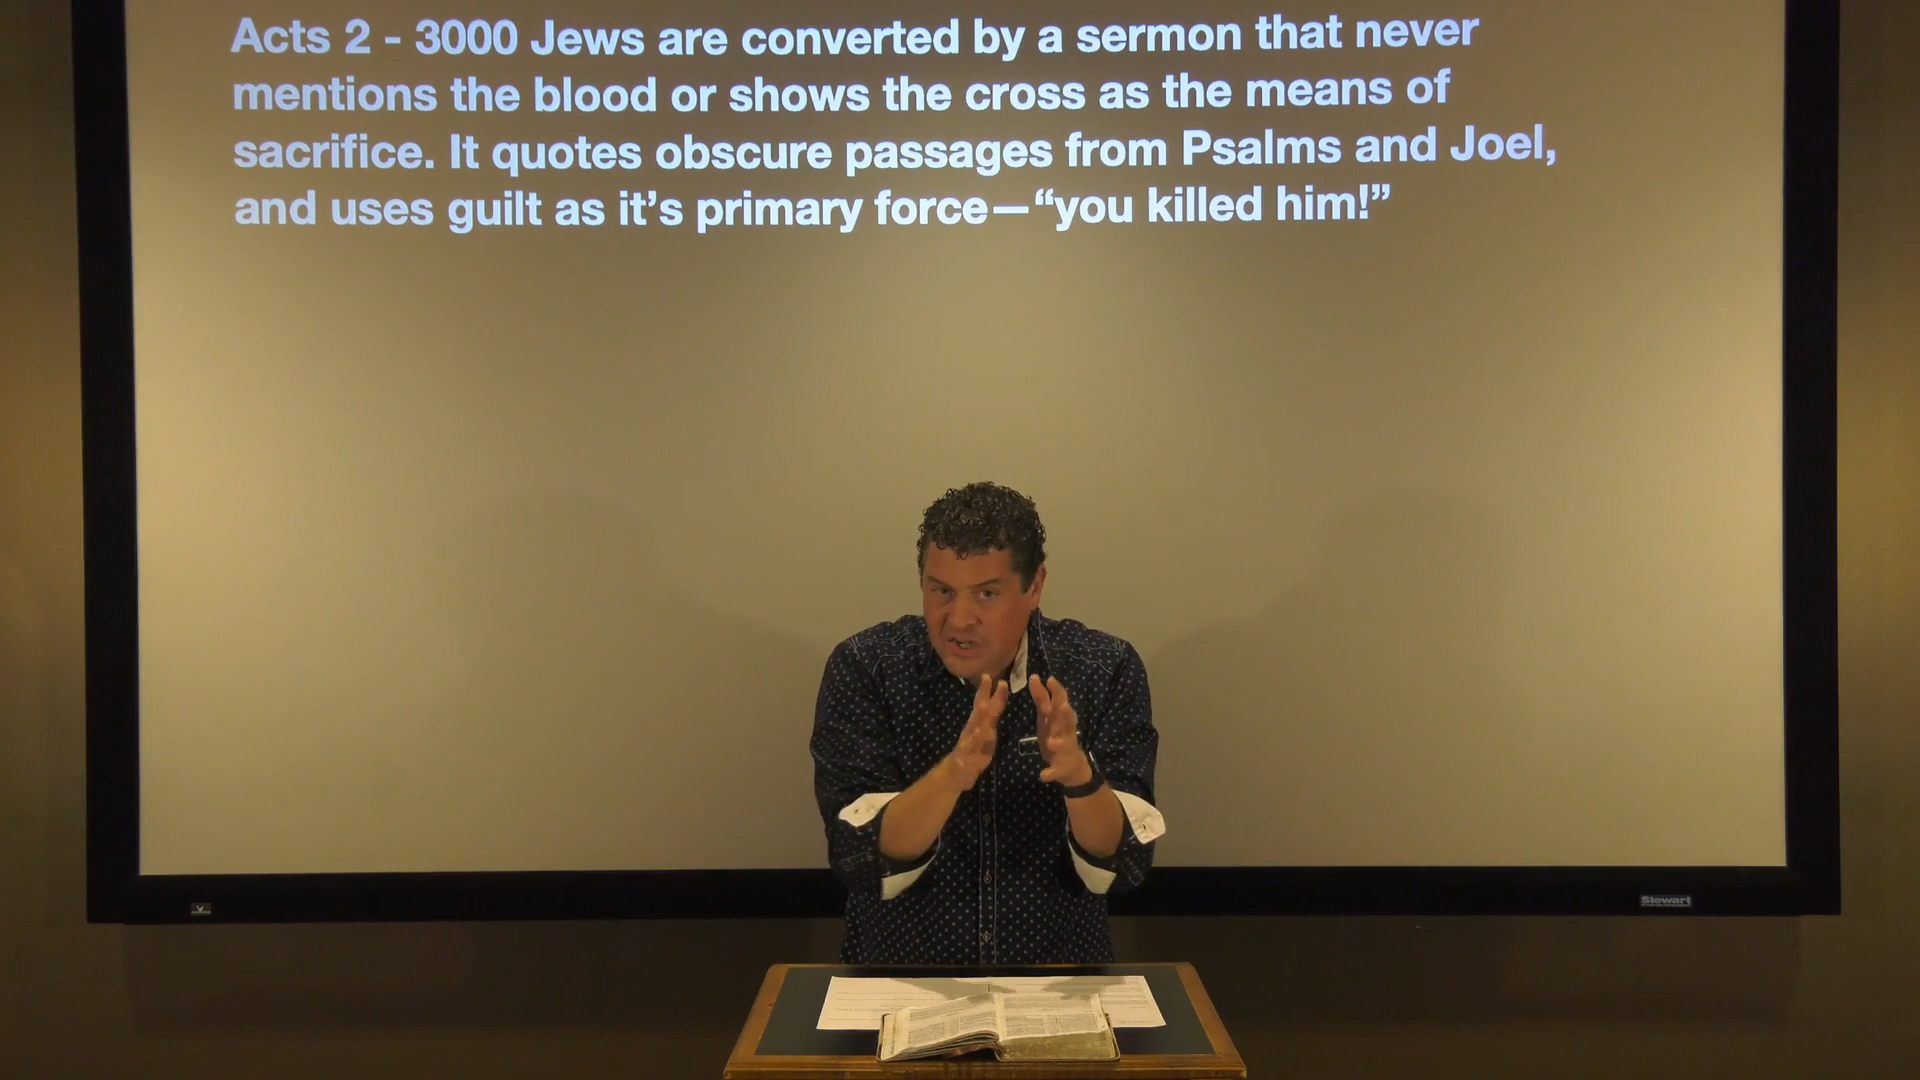 Acts 2 - 3000 Jews are converted by a sermon that never
mentions the blood or shows the cross as the means of
sacrifice. It quotes obscure passages from Psalms and Joel,
and uses guilt as it’s primary force—“you killed him!”
Stewart